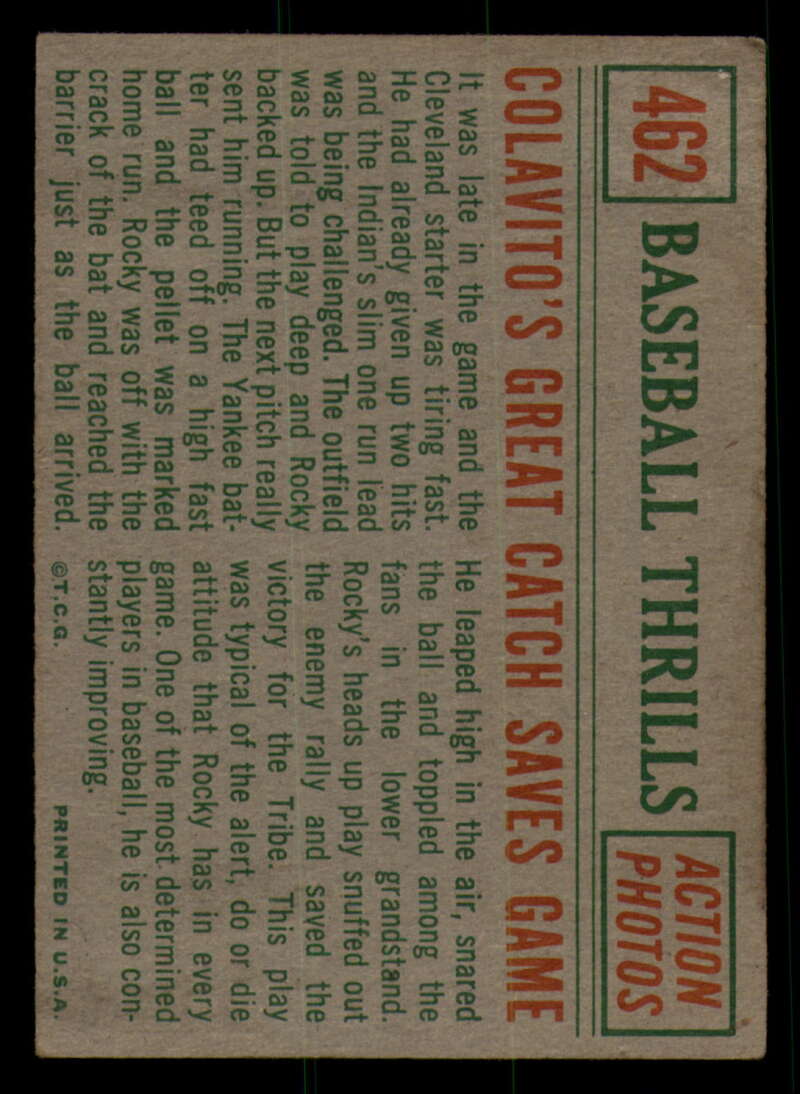 462
BASEBALL THRILLS
ACTION
PHOTOS
COLAVITO'S GREAT CATCH SAVES GAME
It was late in the game and the
Cleveland starter was tiring fast.
He had already given up two hits
and the Indian's slim one run lead
was being challenged. The outfield
was told to play deep and Rocky
backed up. But the next pitch really
sent him running. The Yankee bat-
ter had teed off on a high fast
ball and the pellet was marked
home run. Rocky was off with the
crack of the bat and reached the
barrier just as the ball arrived.
He leaped high in the air, snared
the ball and toppled among the
fans in the lower grandstand.
Rocky's heads up play snuffed out
the enemy rally and saved the
victory for the Tribe. This play
was typical of the alert, do or die
attitude that Rocky has in every
game. One of the most determined
players in baseball, he is also con-
stantly improving.
©T.C.G.
PRINTED IN U.S.A.